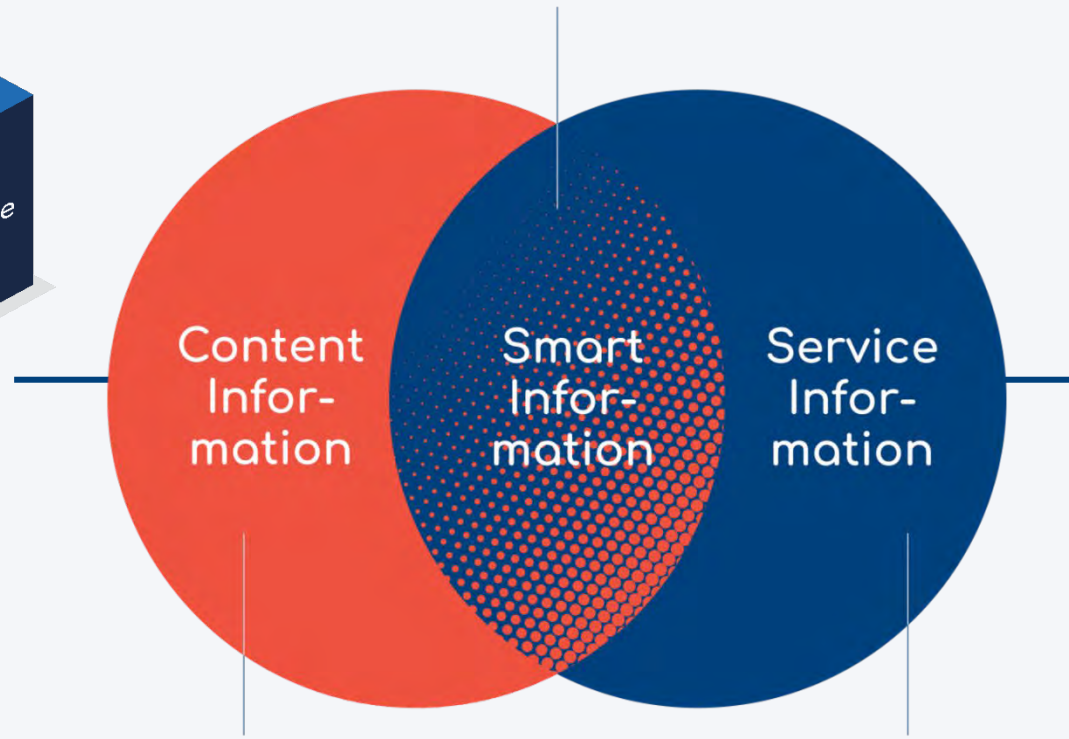 Content
Infor-
mation
Smart
Infor-
mation
Service
Infor-
mation